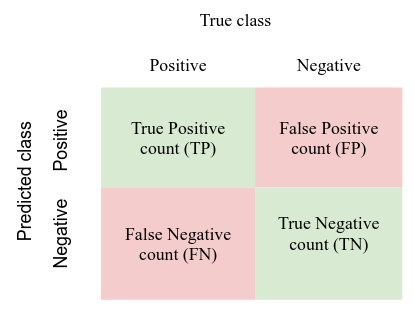 True class
Positive
Negative
Predicted class
Positive
True Positive
count (TP)
False Positive
count (FP)
Negative
False Negative
count (FN)
True Negative
count (TN)